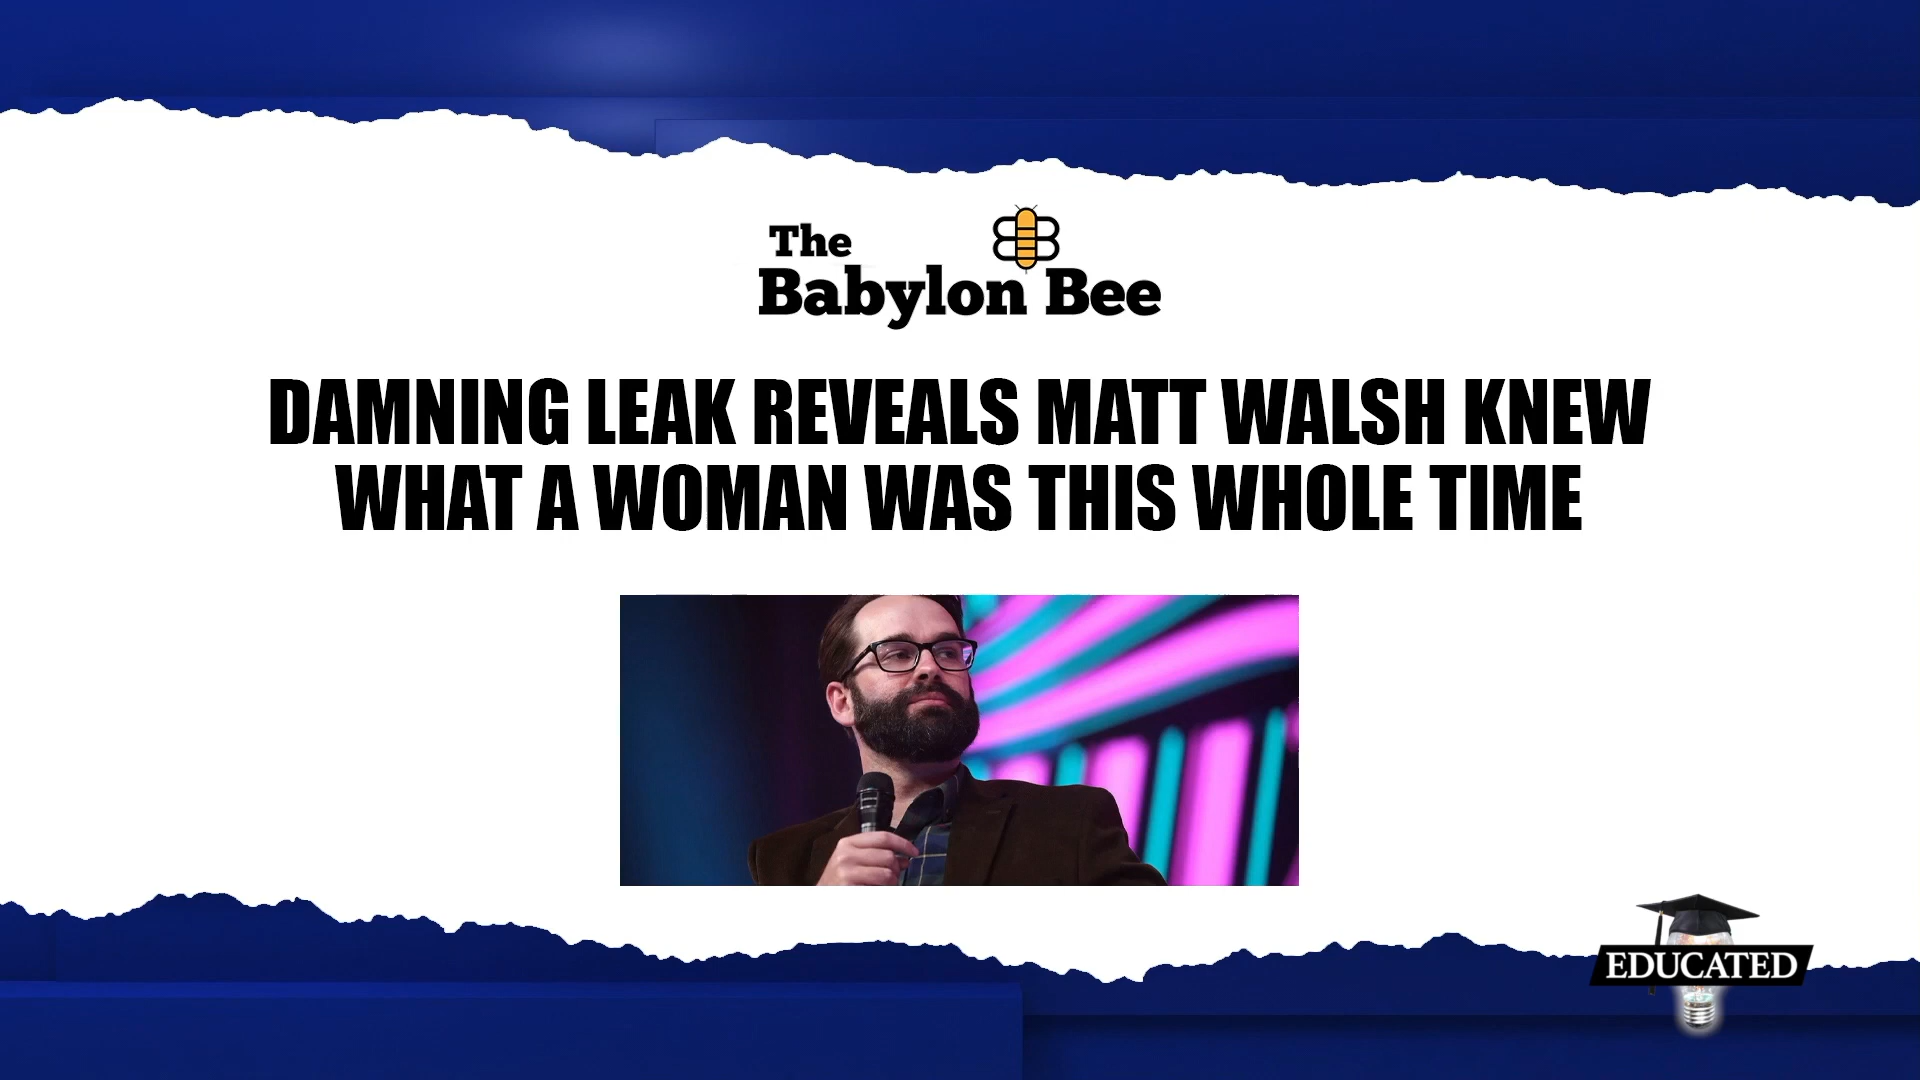 The
Babylon Bee
DAMNING LEAK REVEALS MATT WALSH KNEW
WHAT A WOMAN WAS THIS WHOLE TIME
EDUCATED